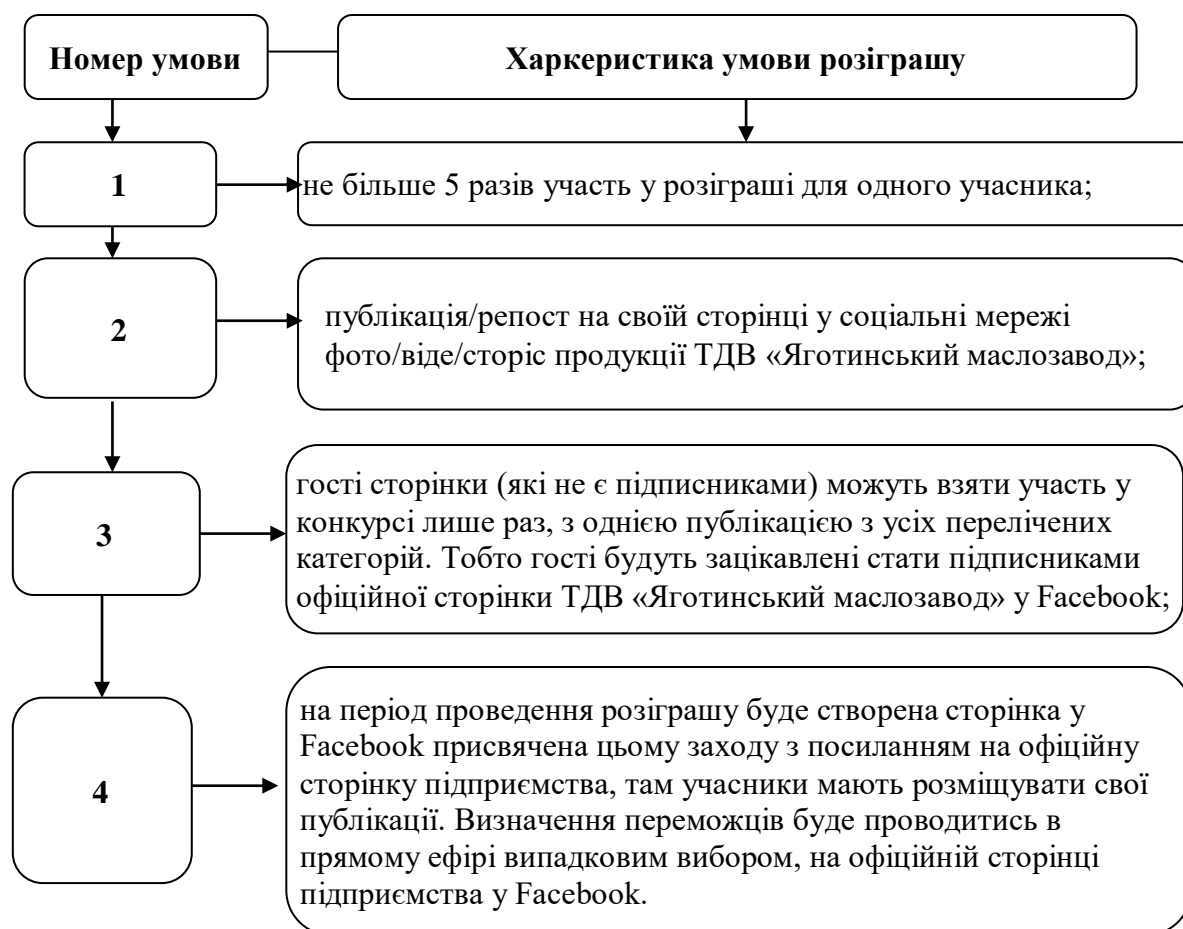 Номер умови
Харкеристика умови розіграшу
1
не більше 5 разів участь у розіграші для одного учасника;
2
публікація/репост на своїй сторінці у соціальні мережі
фото/віде/сторіс продукції ТДВ «Яготинський маслозавод»;
3
гості сторінки (які не є підписниками) можуть взяти участь у
конкурсі лише раз, з однією публікацією з усіх перелічених
категорій. Тобто гості будуть зацікавлені стати підписниками
офіційної сторінки ТДВ «Яготинський маслозавод» у Facebook;
4
на період проведення розіграшу буде створена сторінка у
Facebook присвячена цьому заходу з посиланням на офіційну
сторінку підприємства, там учасники мають розміщувати свої
публікації. Визначення переможців буде проводитись в
прямому ефірі випадковим вибором, на офіційній сторінці
підприємства у Facebook.